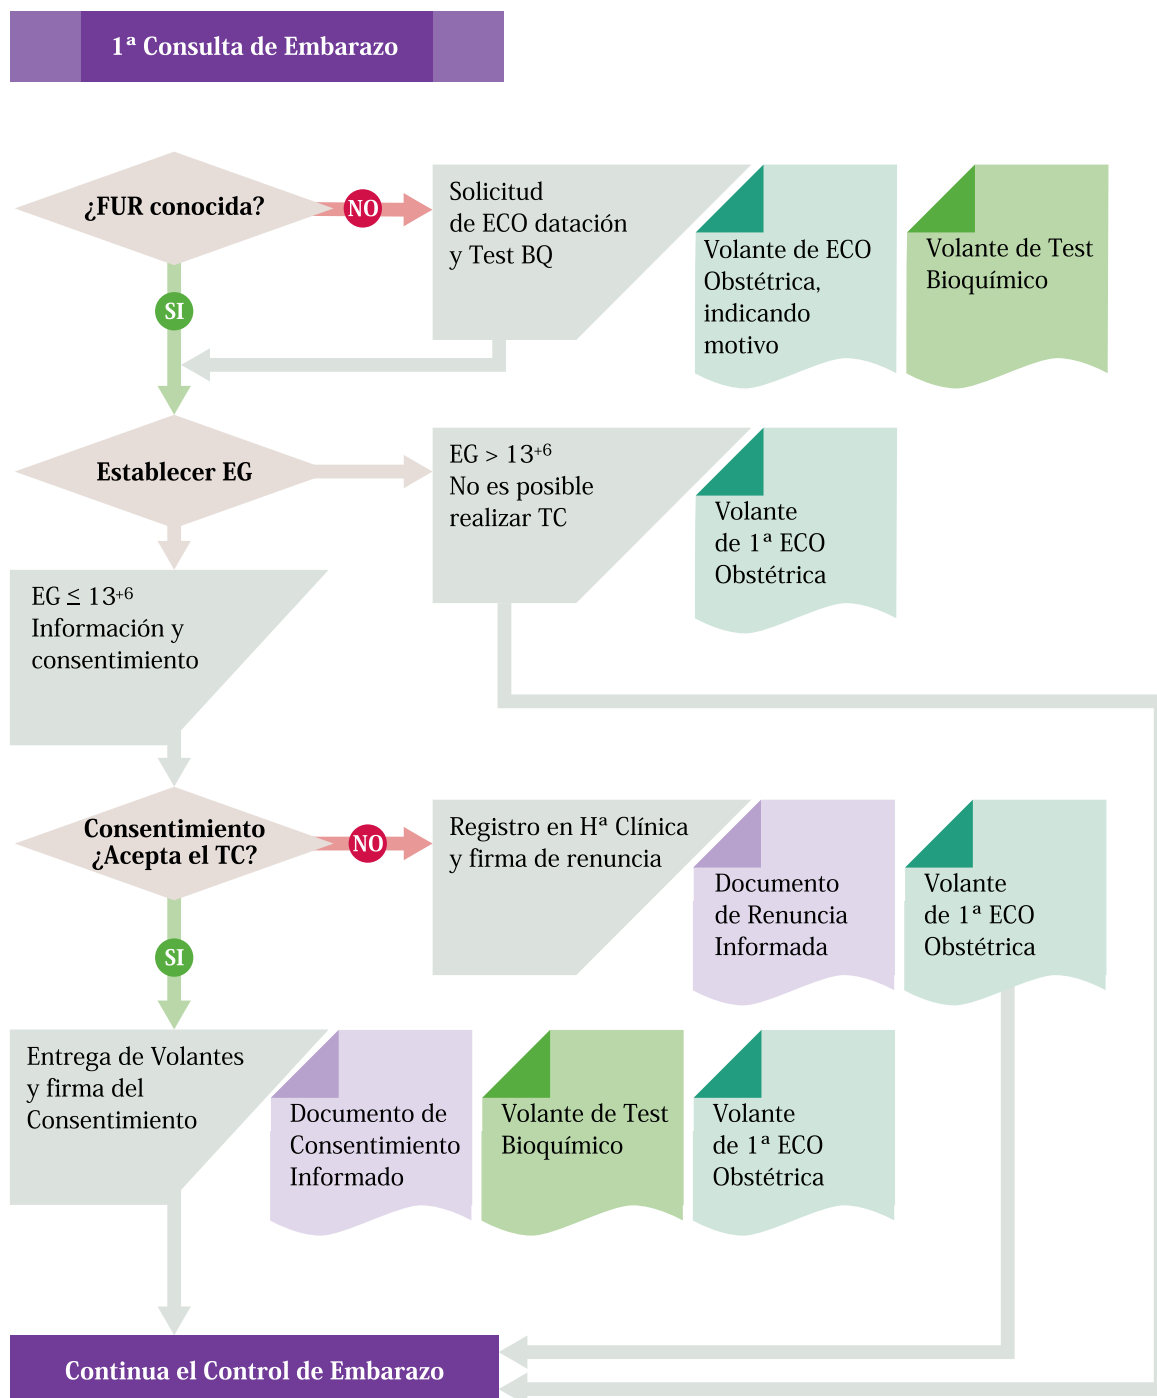 1ª Consulta de Embarazo
¿FUR conocida?
NO
Solicitud
de ECO datación
y Test BQ
Volante de ECO
Obstétrica,
indicando
motivo
Volante de Test
Bioquímico
SI
Establecer EG
EG > 13+6
No es posible
realizar TC
Volante
de 1ª ECO
Obstétrica
EG ≤ 13+6
Información y
consentimiento
Consentimiento
¿Acepta el TC?
NO
Registro en Hª Clínica
y firma de renuncia
Documento
de Renuncia
Informada
Volante
de 1ª ECO
Obstétrica
SI
Entrega de Volantes
y firma del
Consentimiento
Documento de
Consentimiento
Informado
Volante de Test
Bioquímico
Volante
de 1ª ECO
Obstétrica
Continua el Control de Embarazo